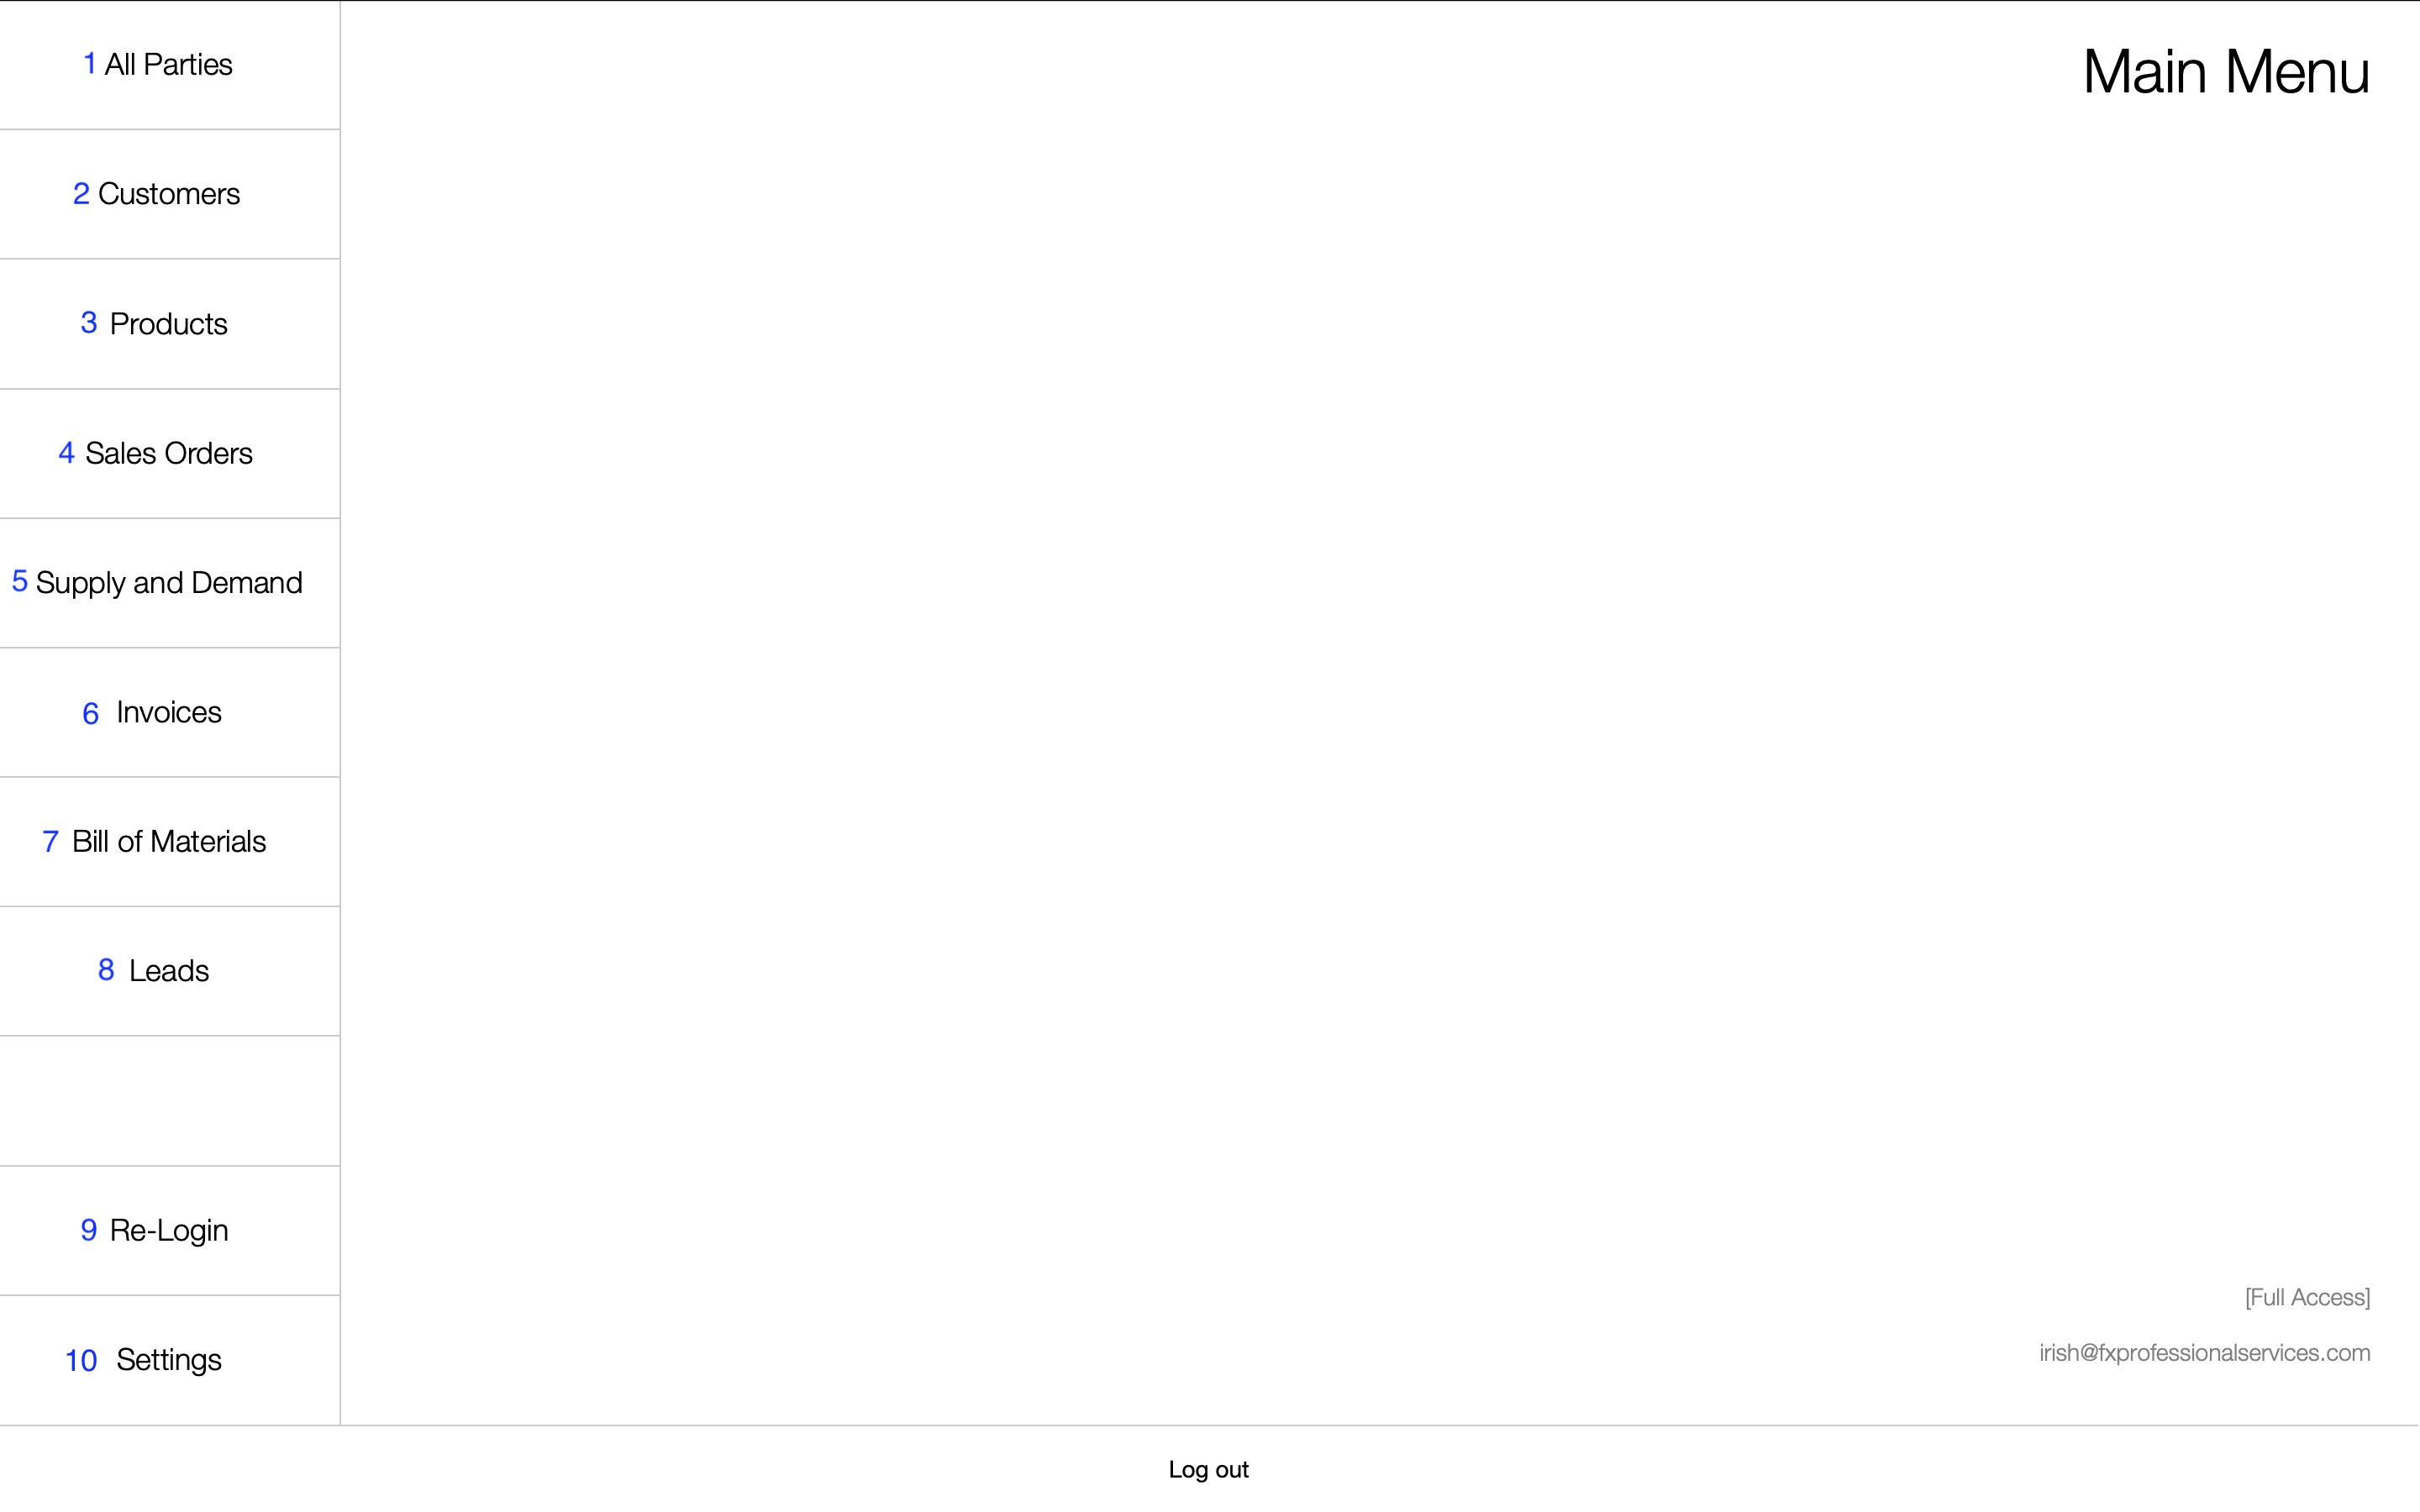 1 All Parties
Main Menu
2 Customers
3 Products
4 Sales Orders
5 Supply and Demand
6 Invoices
7 Bill of Materials
8 Leads
9 Re-Login
[Full Access]
irish@fxprofessionalservices.com
10 Settings
Log out